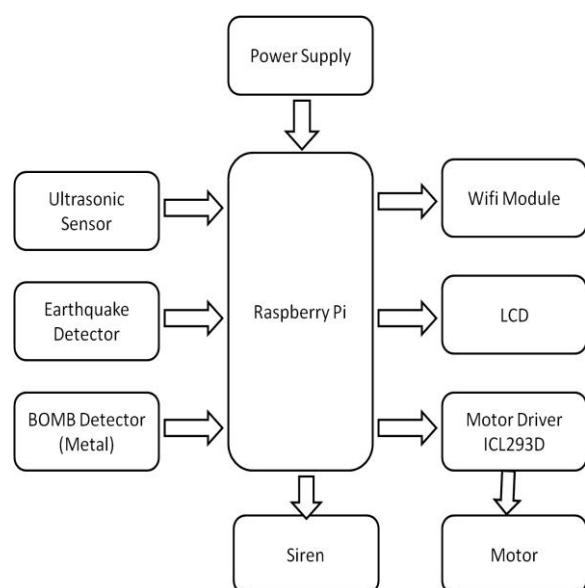 Power Supply
Ultrasonic
Sensor
Wifi Module
Earthquake
Detector
Raspberry Pi
LCD
BOMB Detector
(Metal)
Motor Driver
ICL293D
Siren
Motor